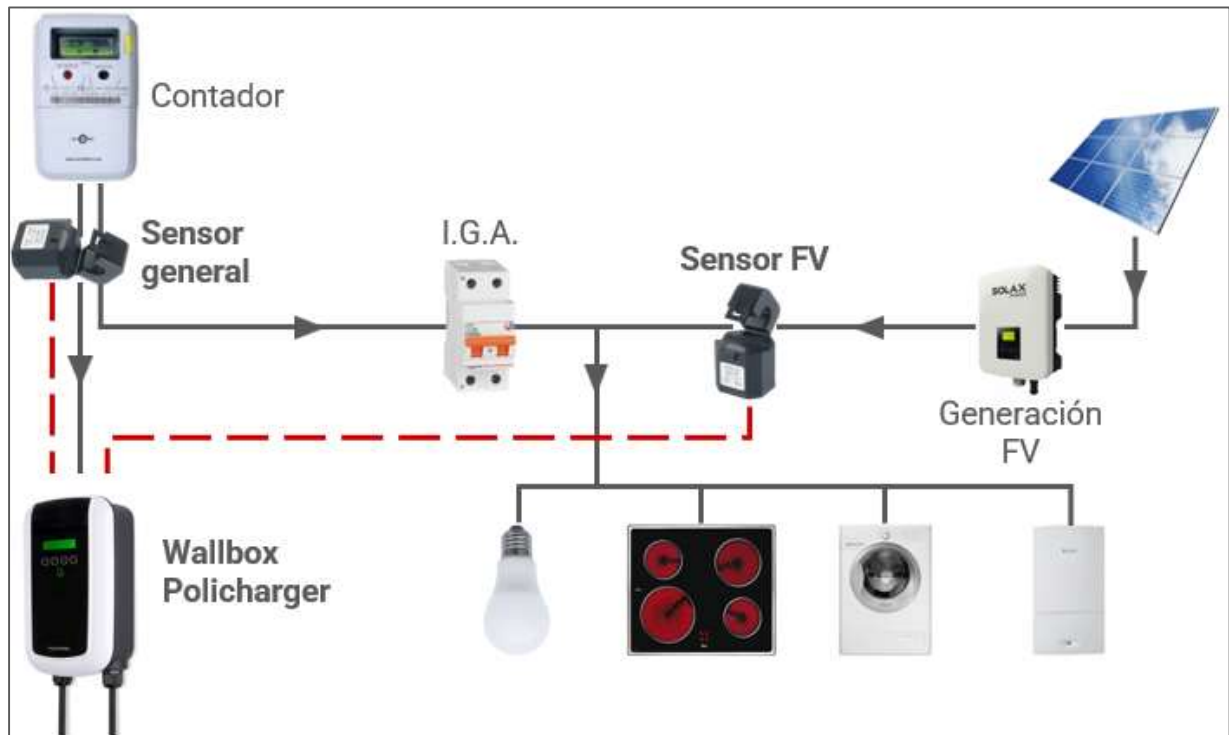 Contador
Sensor
general
I.G.A.
Sensor FV
SOLAX
Generación
FV
Wallbox
Policharger